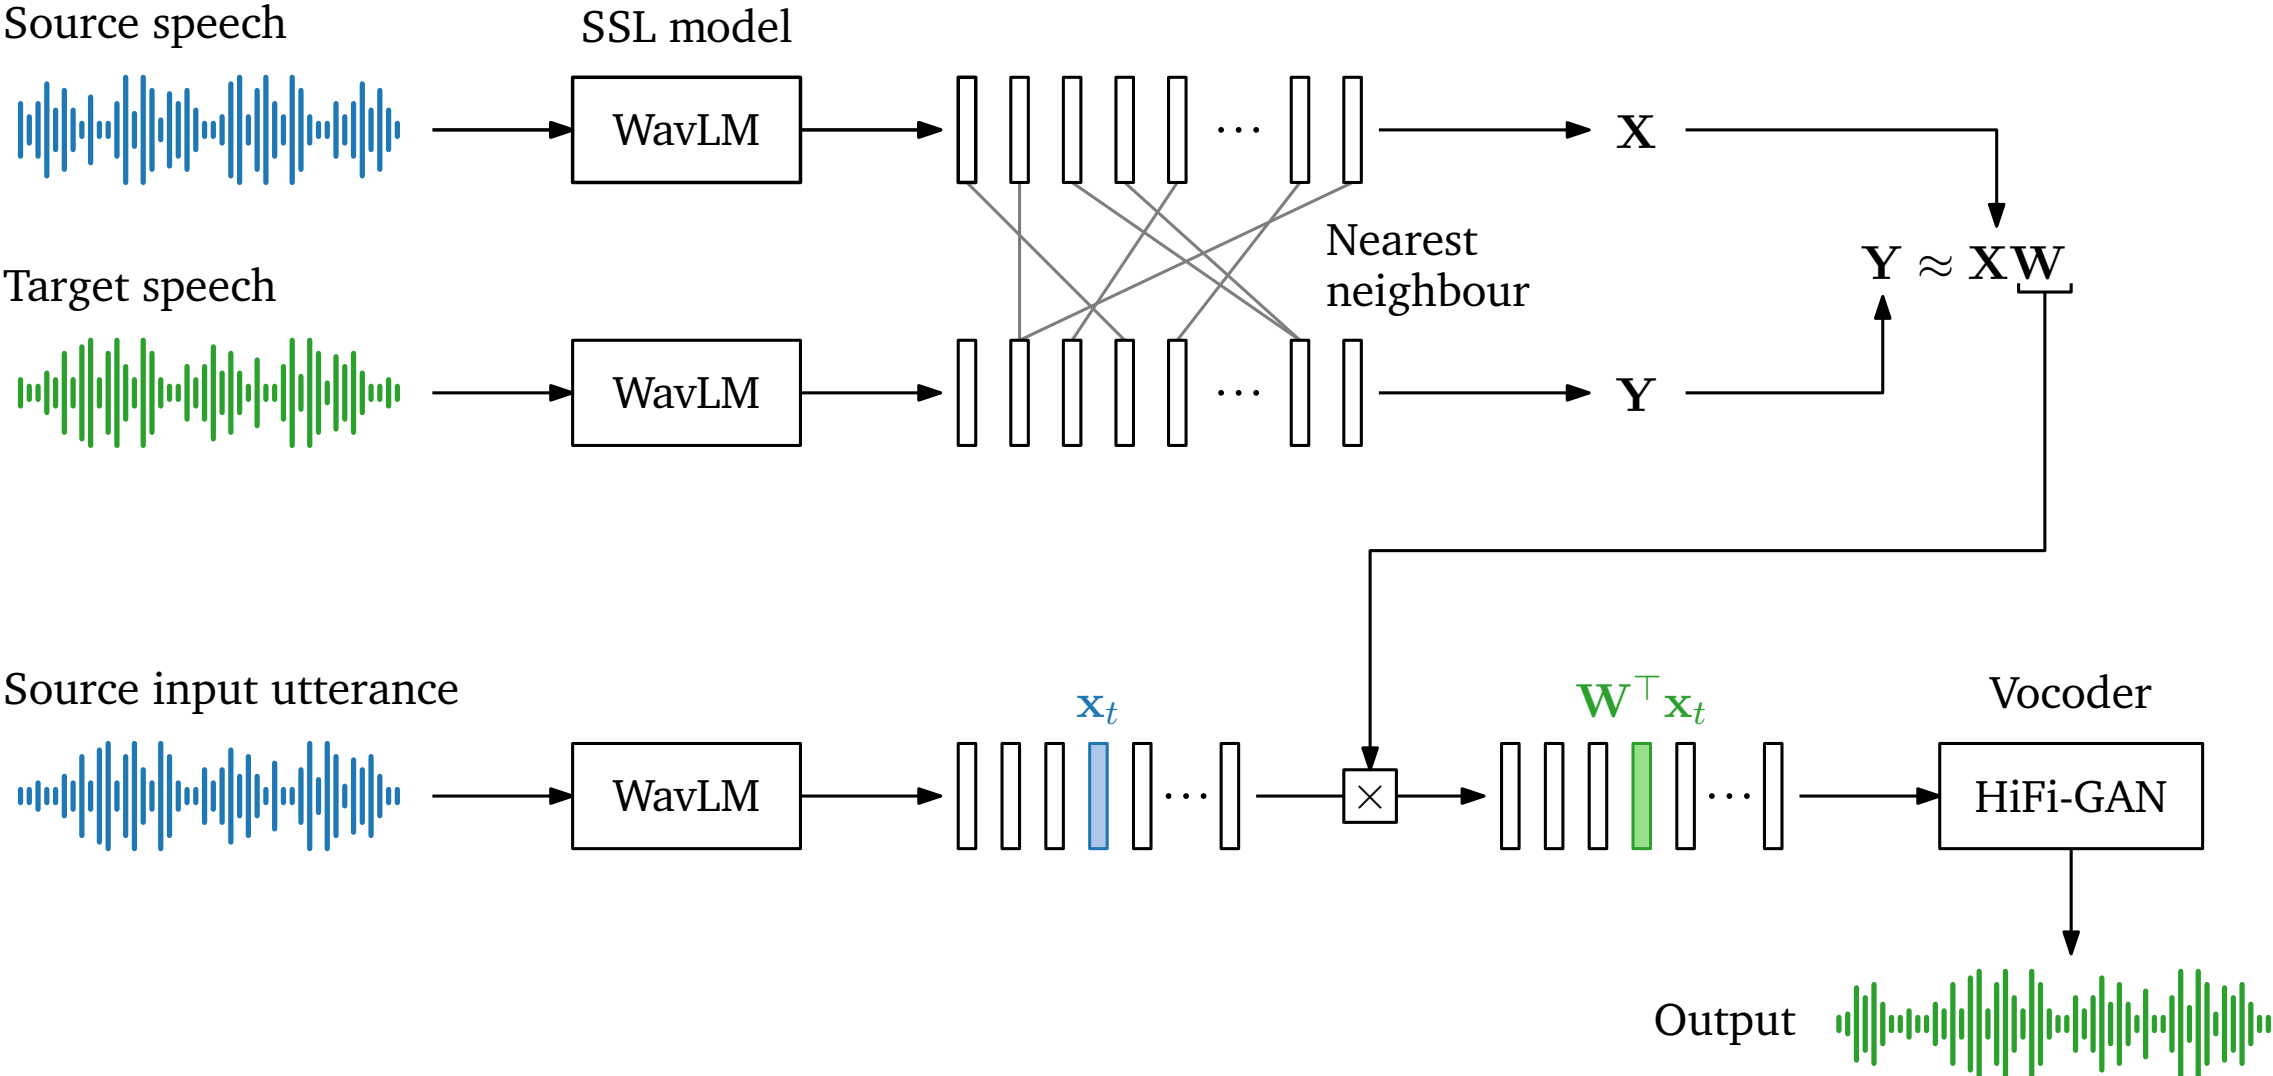 Source speech
SSL model
WavLM
...
X
Nearest
neighbour
Y ≈ XW
Target speech
WavLM
...
Y
Source input utterance
WavLM
x_t
...
×
W^⊤x_t
...
Vocoder
HiFi-GAN
Output